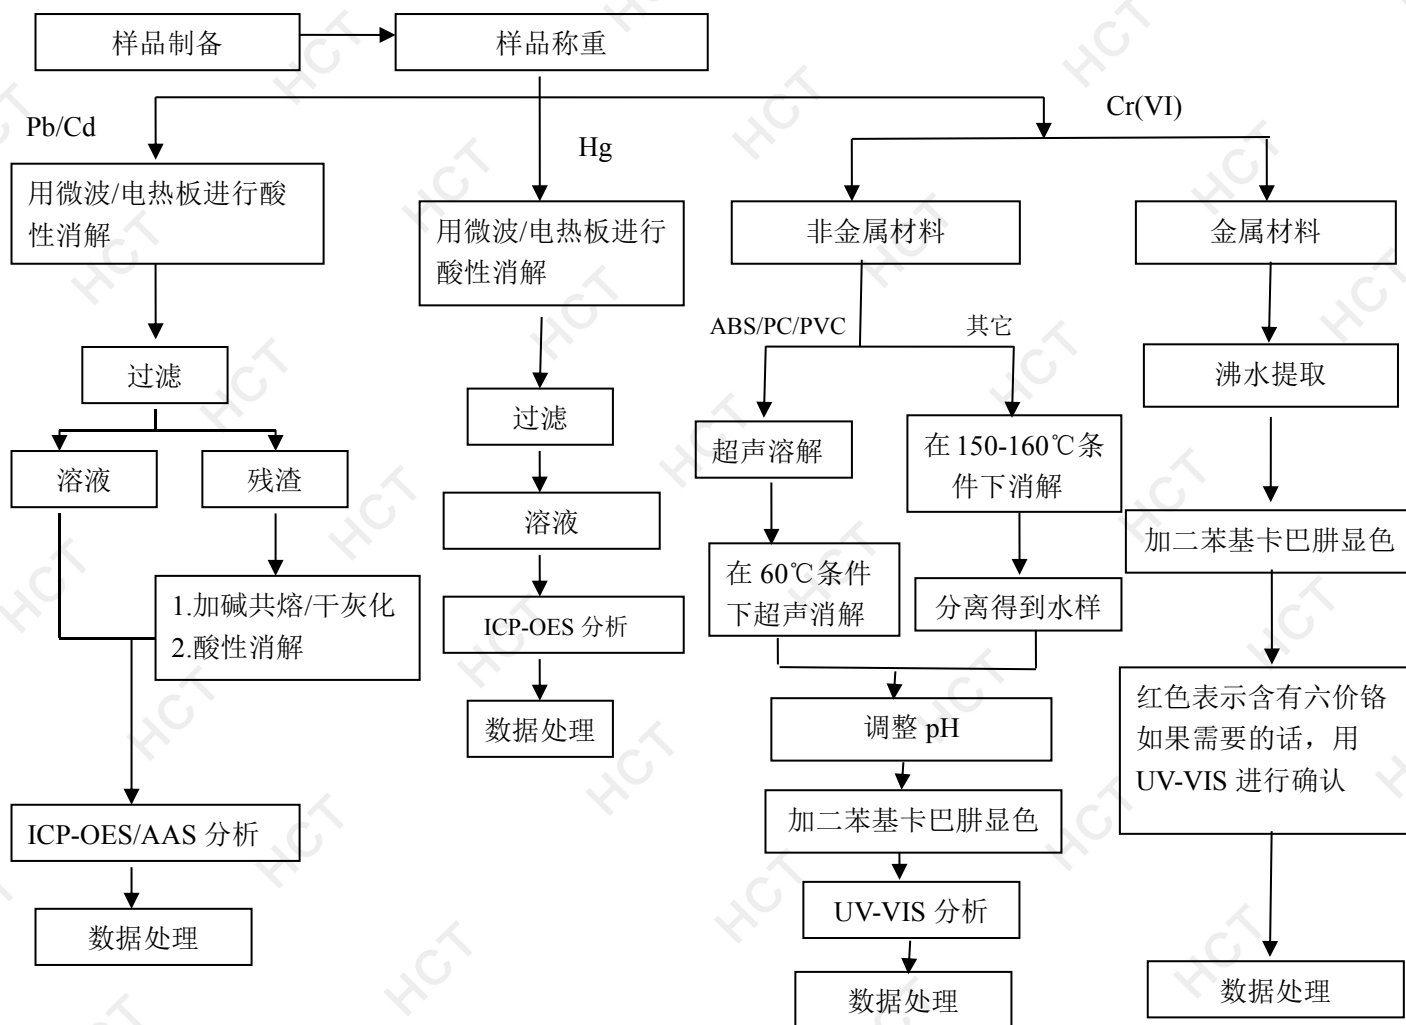 样品制备
样品称重
Pb/Cd
Hg
Cr(VI)
用微波/电热板进行酸
性消解
过滤
溶液
残渣
1.加碱共熔/干灰化
2.酸性消解
ICP-OES/AAS 分析
数据处理
用微波/电热板进行
酸性消解
过滤
溶液
ICP-OES 分析
数据处理
非金属材料
ABS/PC/PVC
其它
超声溶解
在 60℃条件
下超声消解
在 150-160℃条
件下消解
分离得到水样
调整 pH
加二苯基卡巴肼显色
UV-VIS 分析
数据处理
金属材料
沸水提取
加二苯基卡巴肼显色
红色表示含有六价铬
如果需要的话，用
UV-VIS 进行确认
数据处理
HCT